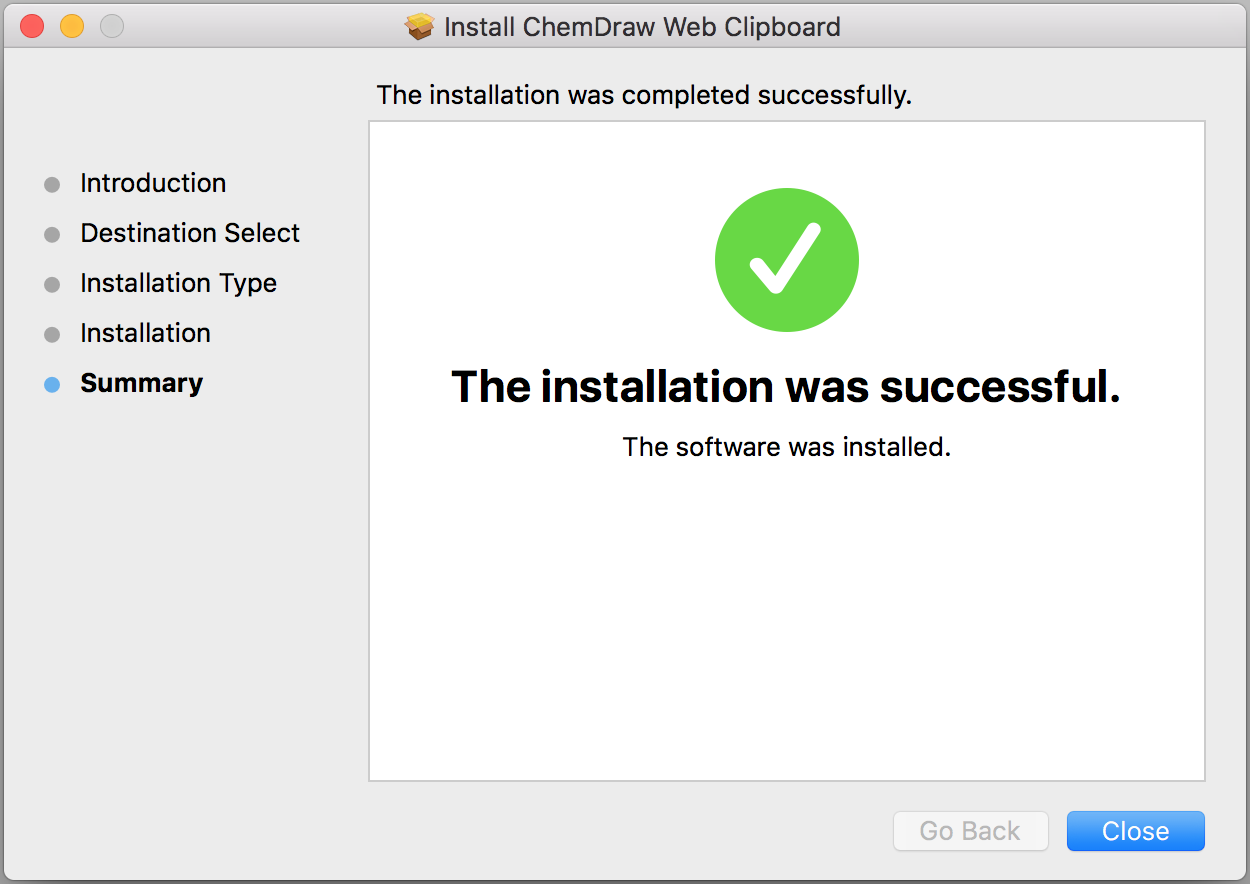 Install ChemDraw Web Clipboard
The installation was completed successfully.
Introduction
Destination Select
Installation Type
Installation
Summary
The installation was successful.
The software was installed.
Go Back
Close